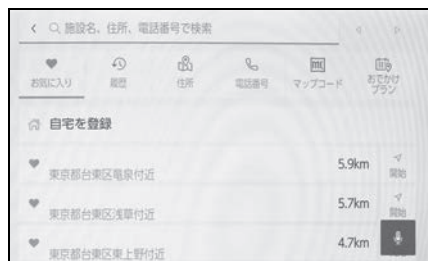 施設名、住所、電話番号で検索
お気に入り
履歴
住所
電話番号
マップコード
おでかけ
プラン
自宅を登録
5.9km
東京都台東区竜泉付近
開始
5.7km
東京都台東区浅草付近
開始
4.7km
東京都台東区東上野付近